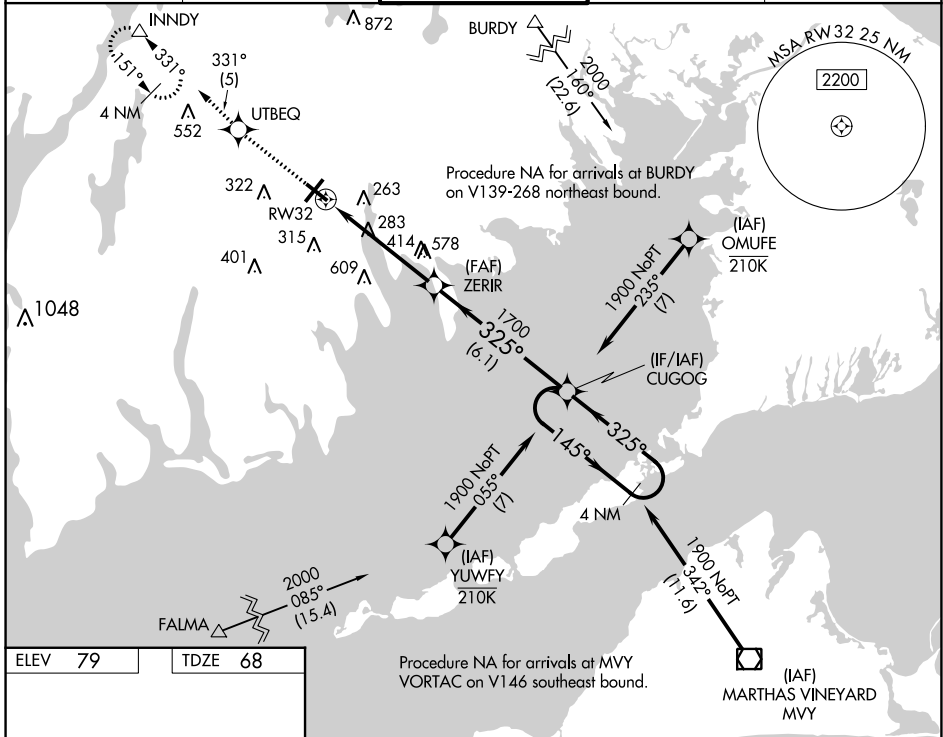 INNDY
872
BURDY
MSA RW 32 25 NM
2200
331°
151°
4 NM
331°
(5)
UTBEQ
552
2000
160°
(22.6)
Procedure NA for arrivals at BURDY
on V139-268 northeast bound.
322
263
RW32
283
315
414
578
401
609
(FAF)
ZERIR
(IAF)
OMUFE
210K
1900 NoPT
235°
(7)
1048
1700
325°
(6.1)
(IF/IAF)
CUGOG
325°
145°
4 NM
1900 NoPT
055°
(7)
(IAF)
YUWFY
210K
1900 NoPT
342°
(11.6)
2000
085°
(15.4)
FALMA
ELEV 79
TDZE 68
Procedure NA for arrivals at MVY
VORTAC on V146 southeast bound.
(IAF)
MARTHAS VINEYARD
MVY